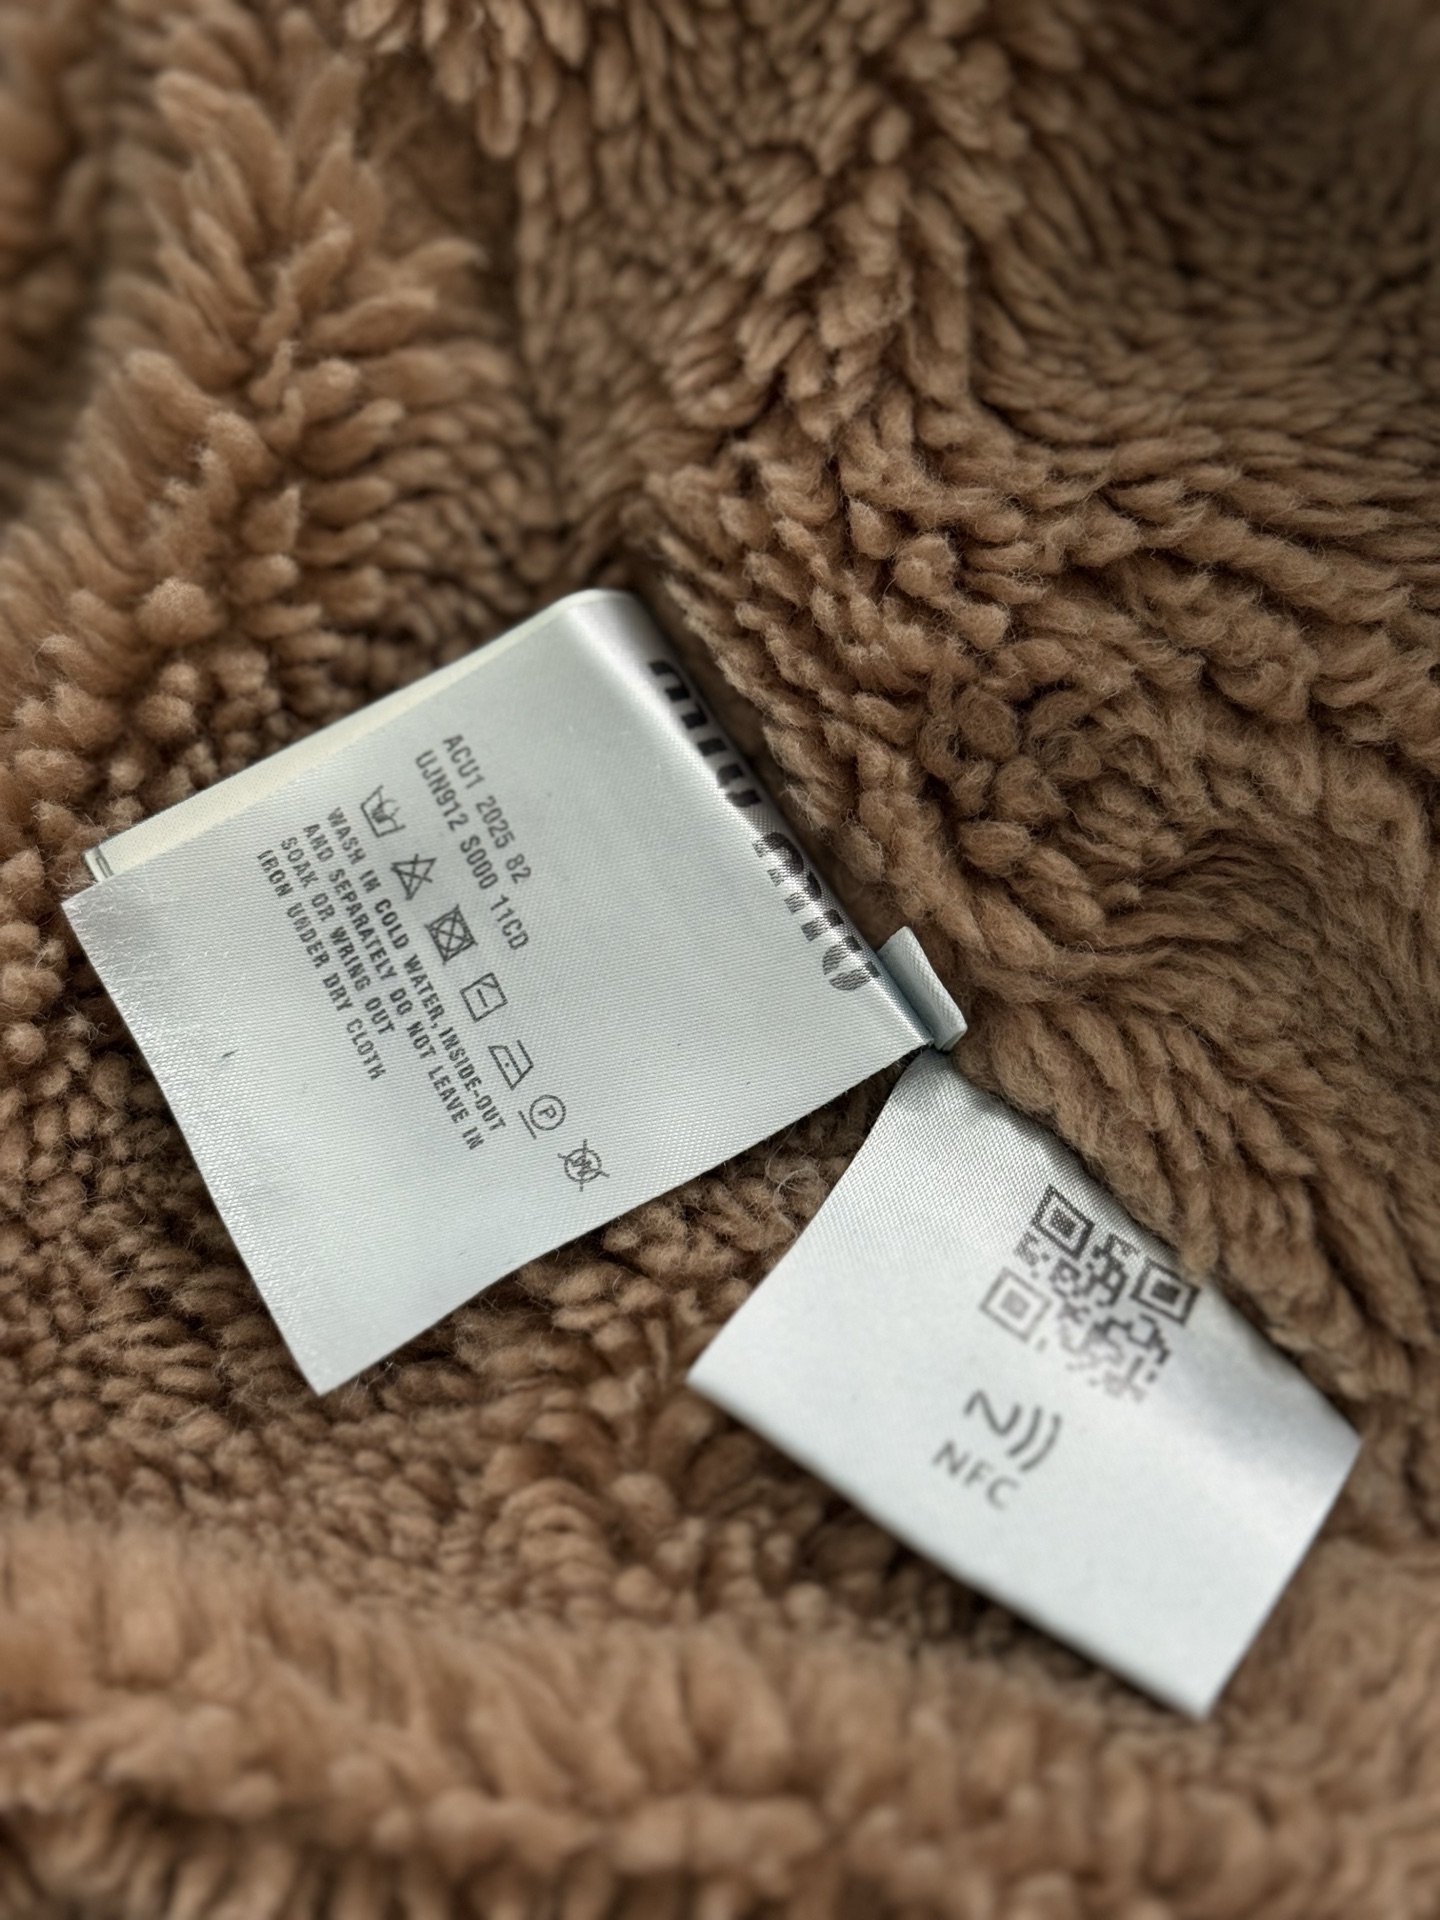 miu miu
ACU1 2025 82
UJN912 S000 11CD
P
WASH IN COLD WATER, INSIDE-OUT
AND SEPARATELY DO NOT LEAVE IN
SOAK OR WRING OUT
IRON UNDER DRY CLOTH
NFC